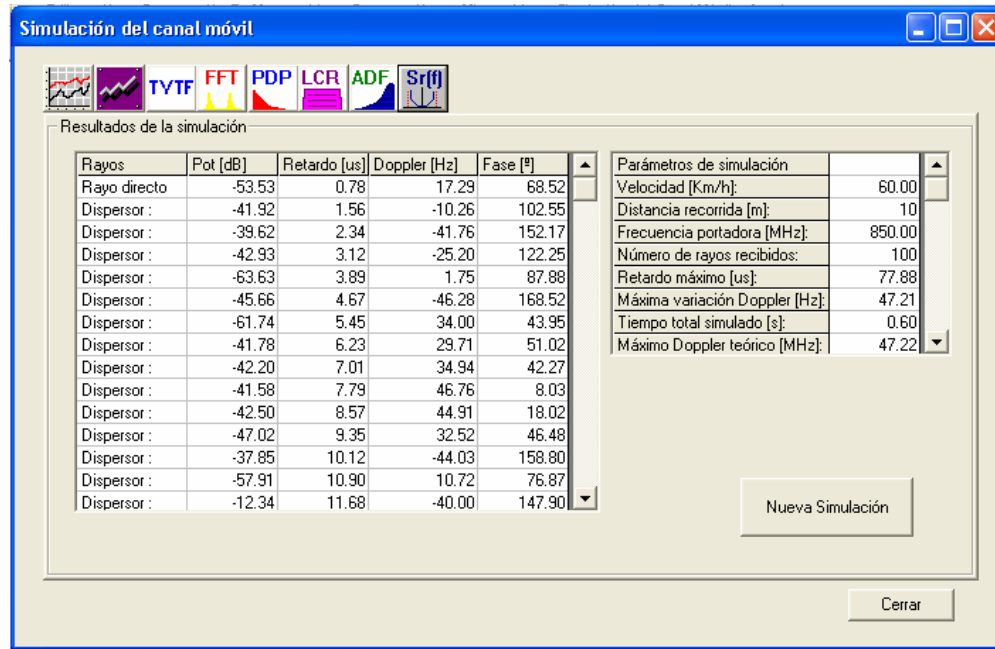 Simulación del canal móvil
TVTF FFT PDP LCR ADF Sr(f)
Resultados de la simulación
Rayos Pot [dB] Retardo [us] Doppler [Hz] Fase [º]
Rayo directo -53.53 0.78 17.29 68.52
Dispersor : -41.92 1.56 -10.26 102.55
Dispersor : -39.62 2.34 -41.76 152.17
Dispersor : -42.93 3.12 -25.20 122.25
Dispersor : -63.63 3.89 1.75 87.88
Dispersor : -45.66 4.67 -46.28 168.52
Dispersor : -61.74 5.45 34.00 43.95
Dispersor : -41.78 6.23 29.71 51.02
Dispersor : -42.20 7.01 34.94 42.27
Dispersor : -41.58 7.79 46.76 8.03
Dispersor : -42.50 8.57 44.91 18.02
Dispersor : -47.02 9.35 32.52 46.48
Dispersor : -37.85 10.12 -44.03 158.80
Dispersor : -57.91 10.90 10.72 76.87
Dispersor : -12.34 11.68 -40.00 147.90
Parámetros de simulación
Velocidad [Km/h]: 60.00
Distancia recorrida [m]: 10
Frecuencia portadora [MHz]: 850.00
Número de rayos recibidos: 100
Retardo máximo [us]: 77.88
Máxima variación Doppler [Hz]: 47.21
Tiempo total simulado [s]: 0.60
Máximo Doppler teórico [MHz]: 47.22
Nueva Simulación
Cerrar